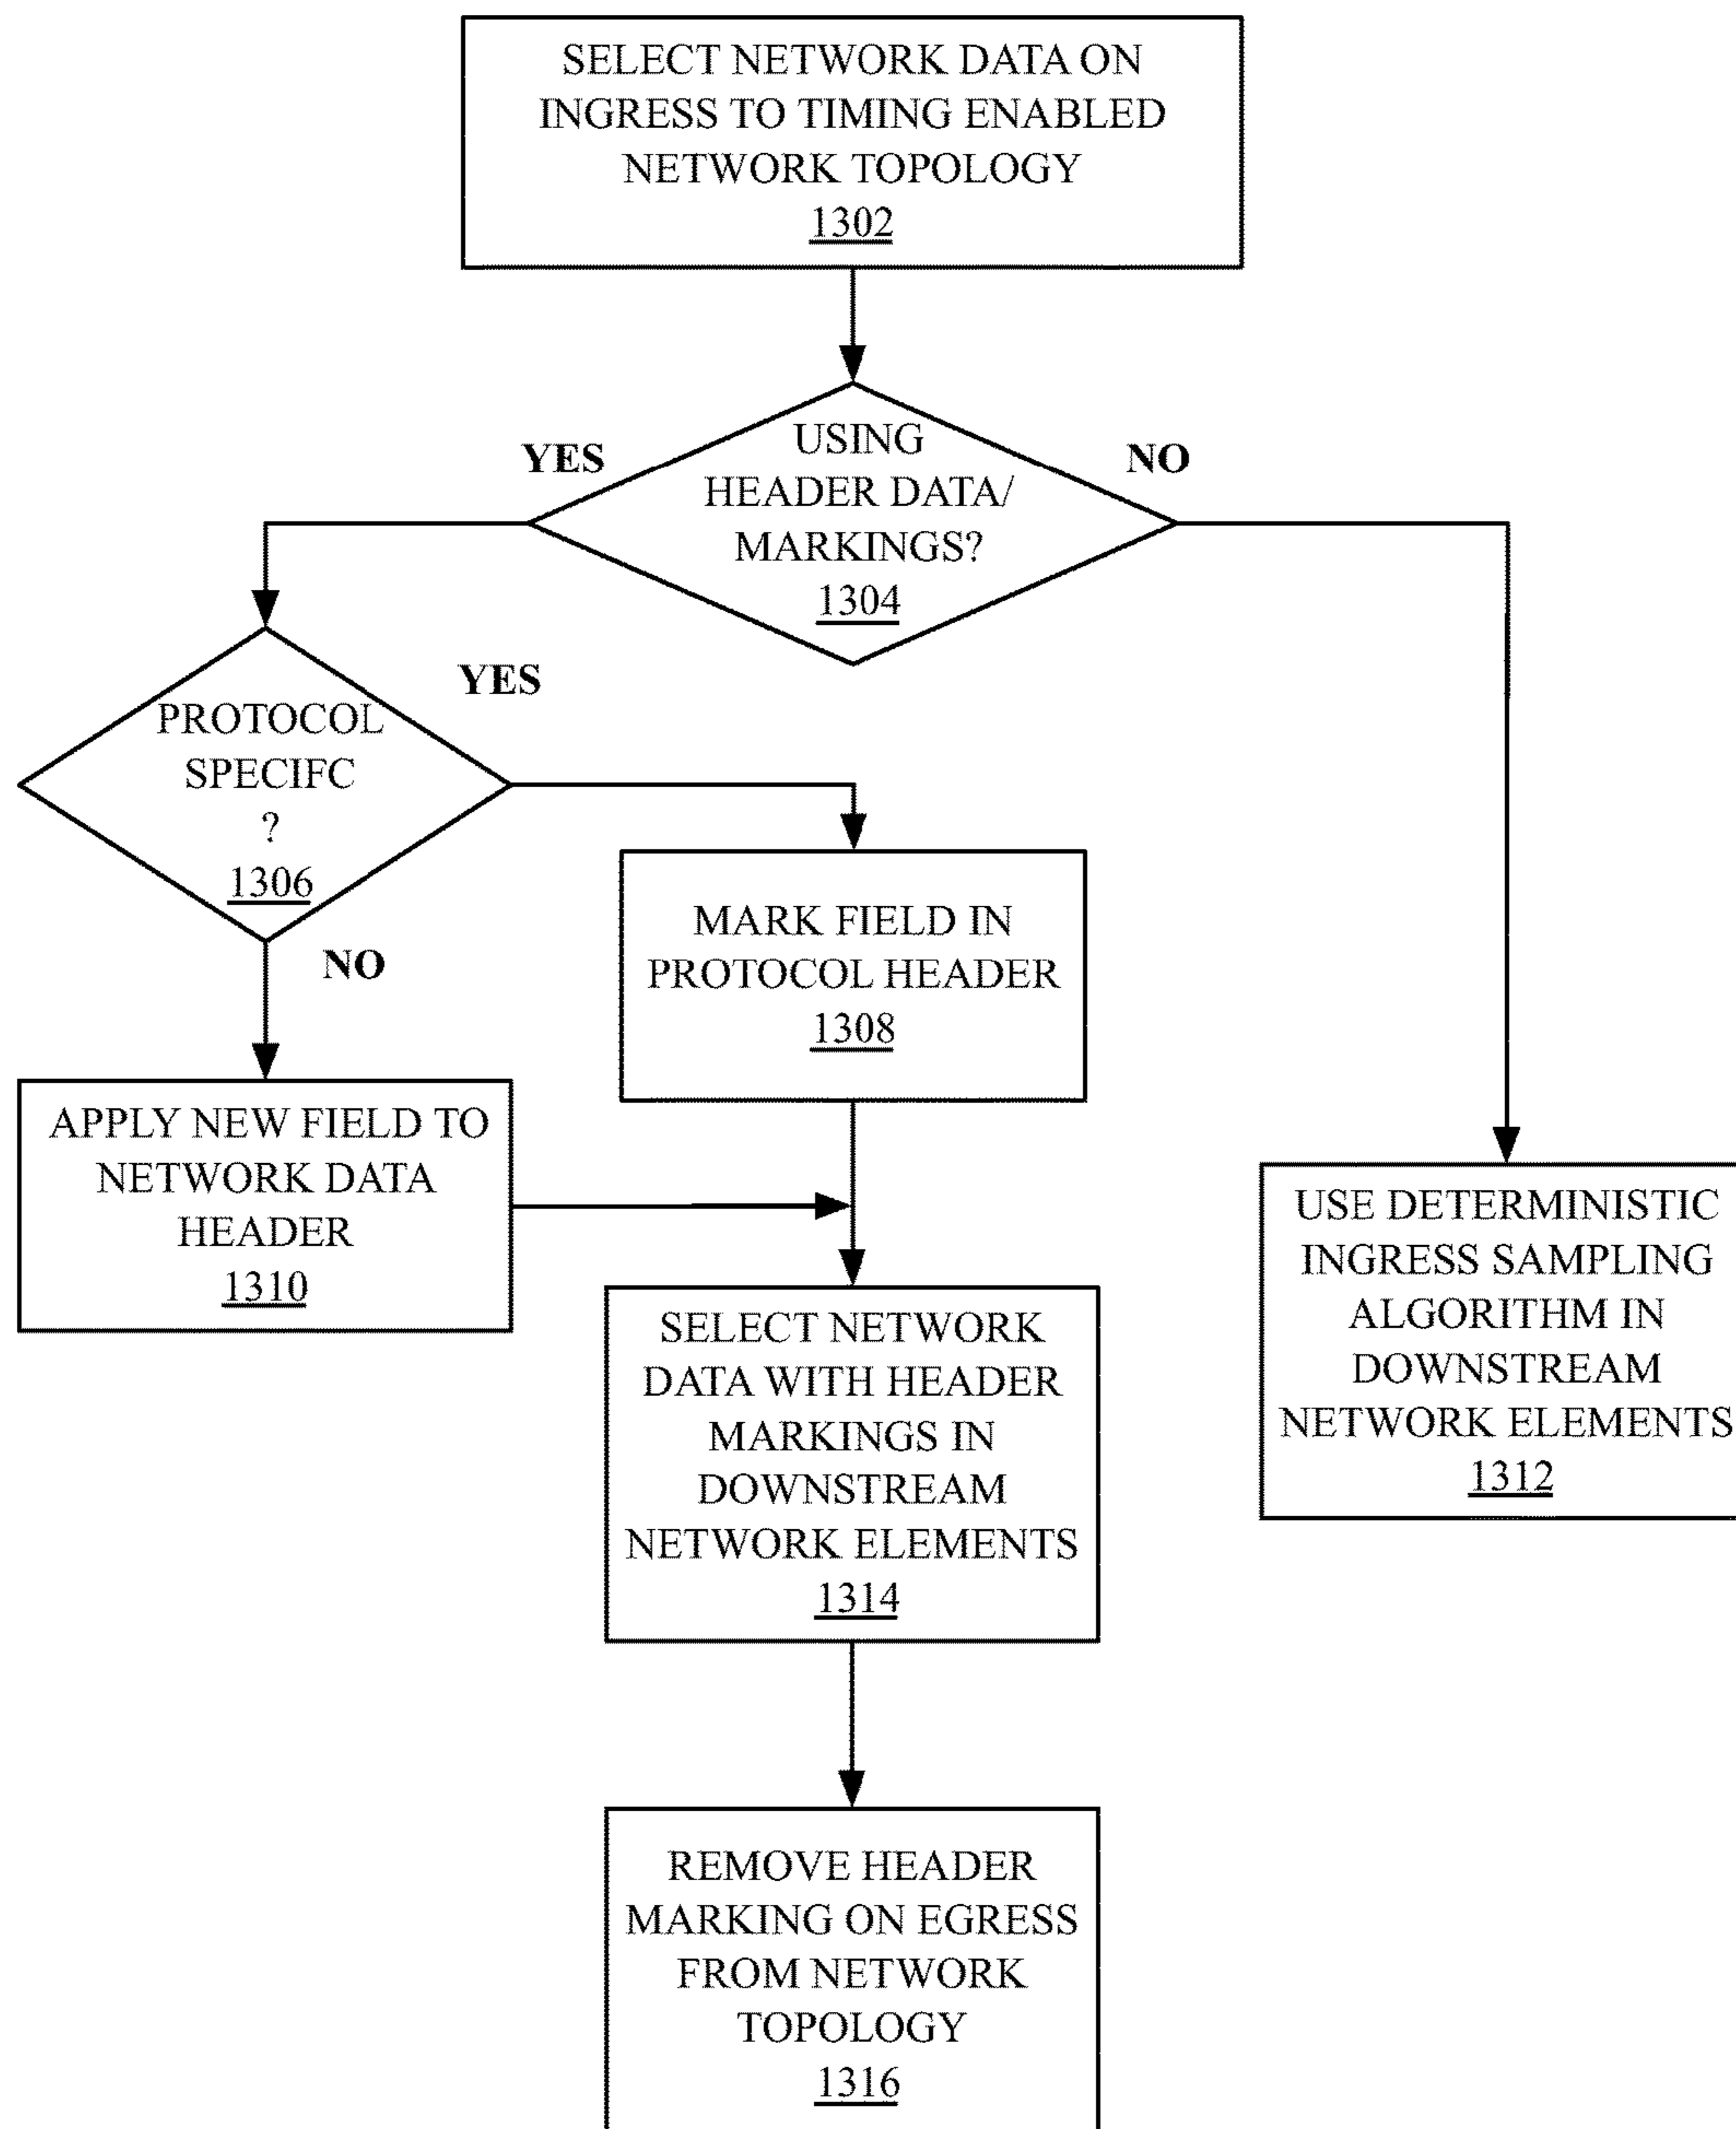 SELECT NETWORK DATA ON
INGRESS TO TIMING ENABLED
NETWORK TOPOLOGY
1302
YES
USING
HEADER DATA/
MARKINGS?
1304
NO
PROTOCOL
SPECIFC
?
1306
YES
NO
MARK FIELD IN
PROTOCOL HEADER
1308
APPLY NEW FIELD TO
NETWORK DATA
HEADER
1310
USE DETERMINISTIC
INGRESS SAMPLING
ALGORITHM IN
DOWNSTREAM
NETWORK ELEMENTS
1312
SELECT NETWORK
DATA WITH HEADER
MARKINGS IN
DOWNSTREAM
NETWORK ELEMENTS
1314
REMOVE HEADER
MARKING ON EGRESS
FROM NETWORK
TOPOLOGY
1316